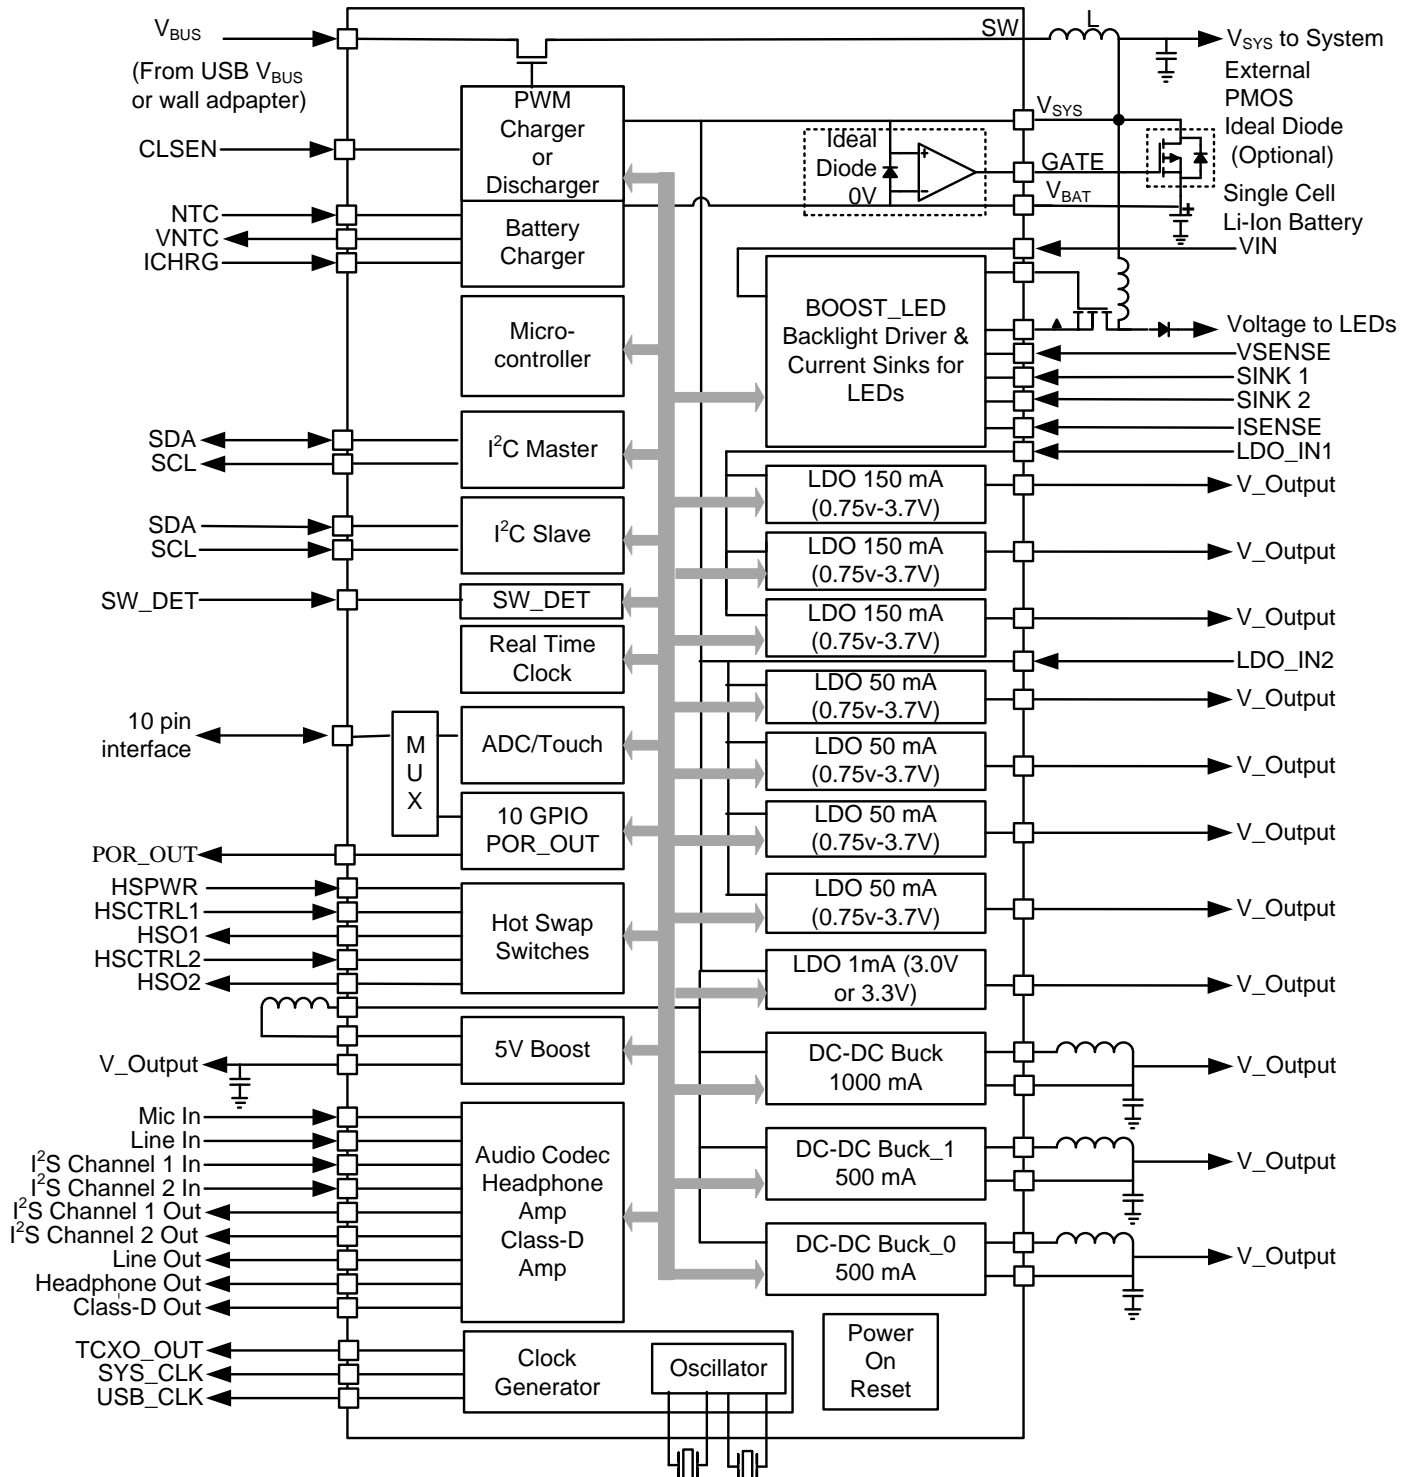 V_BUS
(From USB V_BUS
or wall adpapter)
CLSEN
NTC
VNTC
ICHRG
SDA
SCL
SDA
SCL
SW_DET
10 pin
interface
POR_OUT
HSPWR
HSCTRL1
HSO1
HSCTRL2
HSO2
V_Output
Mic In
Line In
I²S Channel 1 In
I²S Channel 2 In
I²S Channel 1 Out
I²S Channel 2 Out
Line Out
Headphone Out
Class-D Out
TCXO_OUT
SYS_CLK
USB_CLK
PWM
Charger
or
Discharger
Battery
Charger
Micro-
controller
I²C Master
I²C Slave
SW_DET
Real Time
Clock
M
U
X
ADC/Touch
10 GPIO
POR_OUT
Hot Swap
Switches
5V Boost
Audio Codec
Headphone
Amp
Class-D
Amp
Clock
Generator
Oscillator
Power
On
Reset
Ideal
Diode
0V
+
−
BOOST_LED
Backlight Driver &
Current Sinks for
LEDs
LDO 150 mA
(0.75v-3.7V)
LDO 150 mA
(0.75v-3.7V)
LDO 150 mA
(0.75v-3.7V)
LDO 50 mA
(0.75v-3.7V)
LDO 50 mA
(0.75v-3.7V)
LDO 50 mA
(0.75v-3.7V)
LDO 50 mA
(0.75v-3.7V)
LDO 1mA (3.0V
or 3.3V)
DC-DC Buck
1000 mA
DC-DC Buck_1
500 mA
DC-DC Buck_0
500 mA
SW
L
V_SYS
GATE
V_BAT
+
V_SYS to System
External
PMOS
Ideal Diode
(Optional)
Single Cell
Li-Ion Battery
VIN
Voltage to LEDs
VSENSE
SINK 1
SINK 2
ISENSE
LDO_IN1
V_Output
V_Output
V_Output
LDO_IN2
V_Output
V_Output
V_Output
V_Output
V_Output
V_Output
V_Output
V_Output